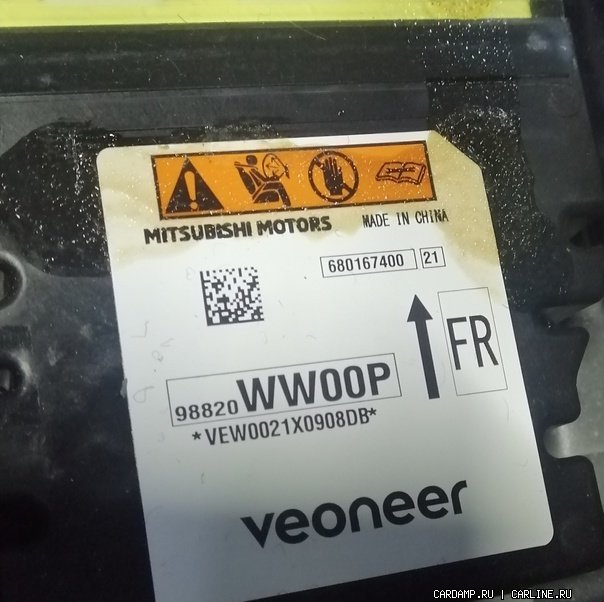 MITSUBISHI MOTORS MADE IN CHINA
680167400 21
FR
98820 WW00P
*VEW0021X0908DB*
veoneer
CARDAMP.RU | CARLINE.RU